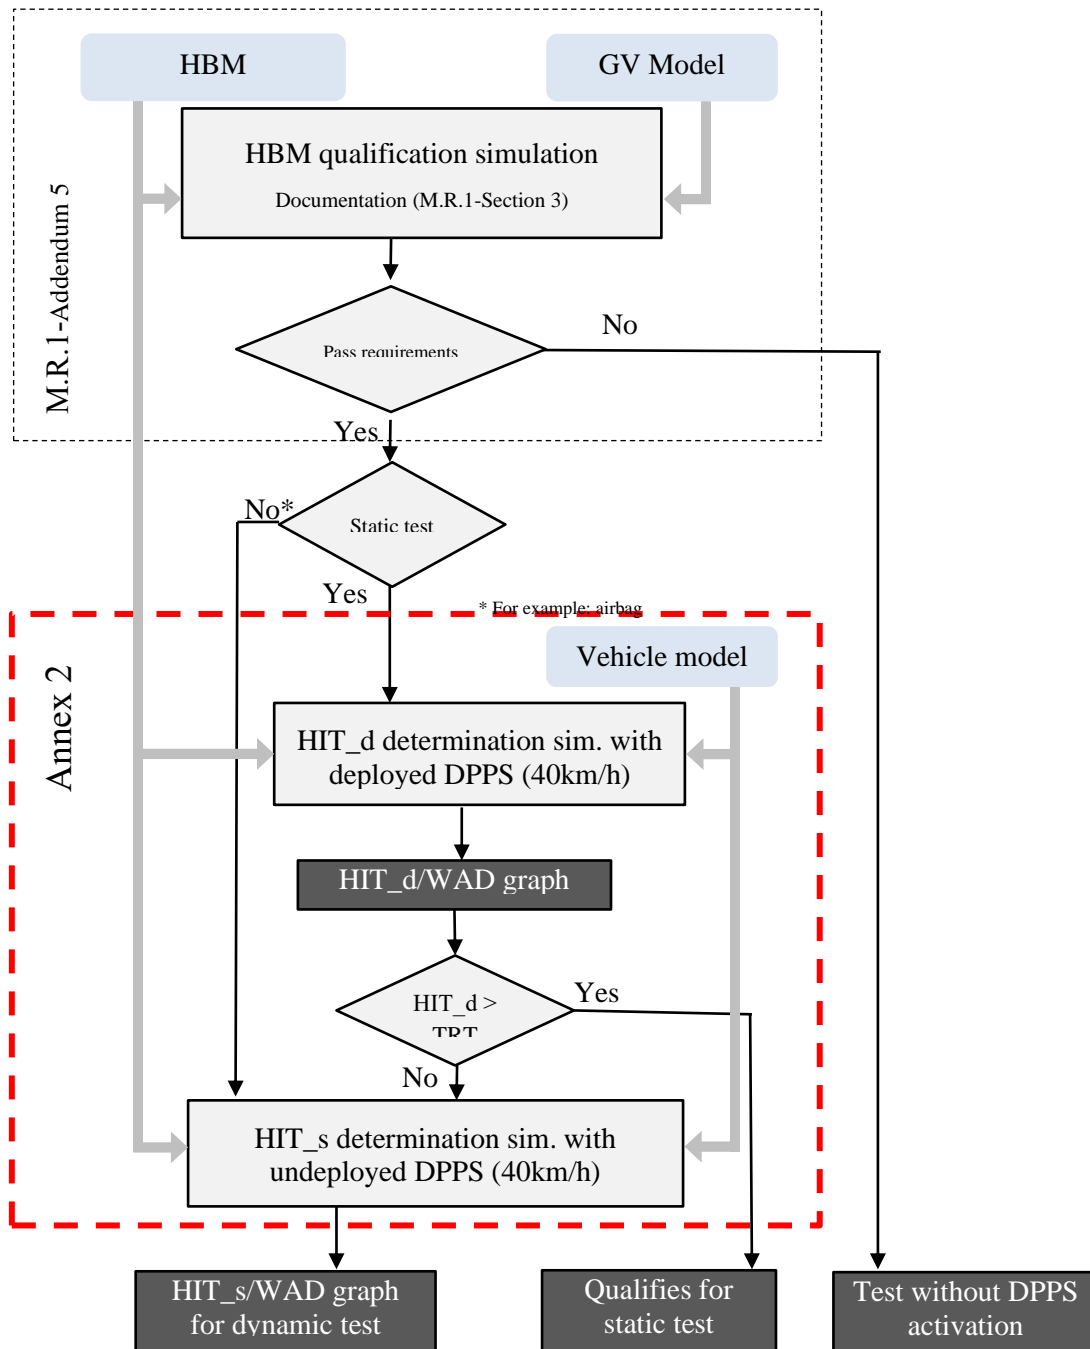 HBM
GV Model
HBM qualification simulation
Documentation (M.R.1-Section 3)
M.R.1-Addendum 5
No
Pass requirements
Yes
No*
Static test
Yes
* For example: airbag
Vehicle model
Annex 2
HIT_d determination sim. with
deployed DPPS (40km/h)
HIT_d/WAD graph
Yes
HIT_d >
TRT
No
HIT_s determination sim. with
undeployed DPPS (40km/h)
HIT_s/WAD graph
for dynamic test
Qualifies for
static test
Test without DPPS
activation